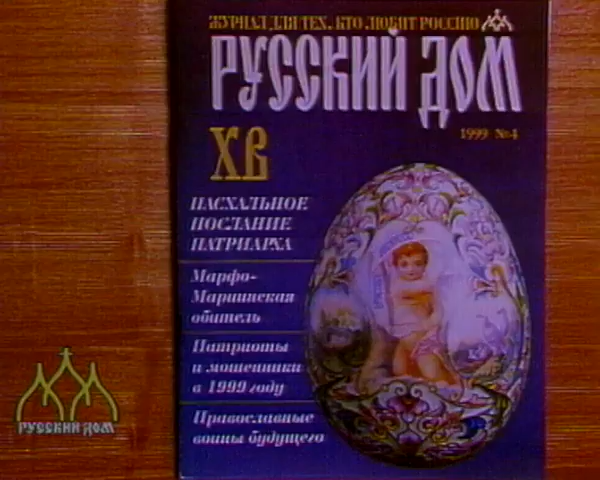 ЖУРНАЛ ДЛЯ ТЕХ, КТО ЛЮБИТ РОССИЮ
РУССКИЙ ДОМ
1999 №4
ХВ
ПАСХАЛЬНОЕ
ПОСЛАНИЕ
ПАТРИАРХА
Марфо-
Мариинская
обитель
Патриоты
и мошенники
в 1999 году
Православные
воины будущего
РУССКИЙ ДОМ